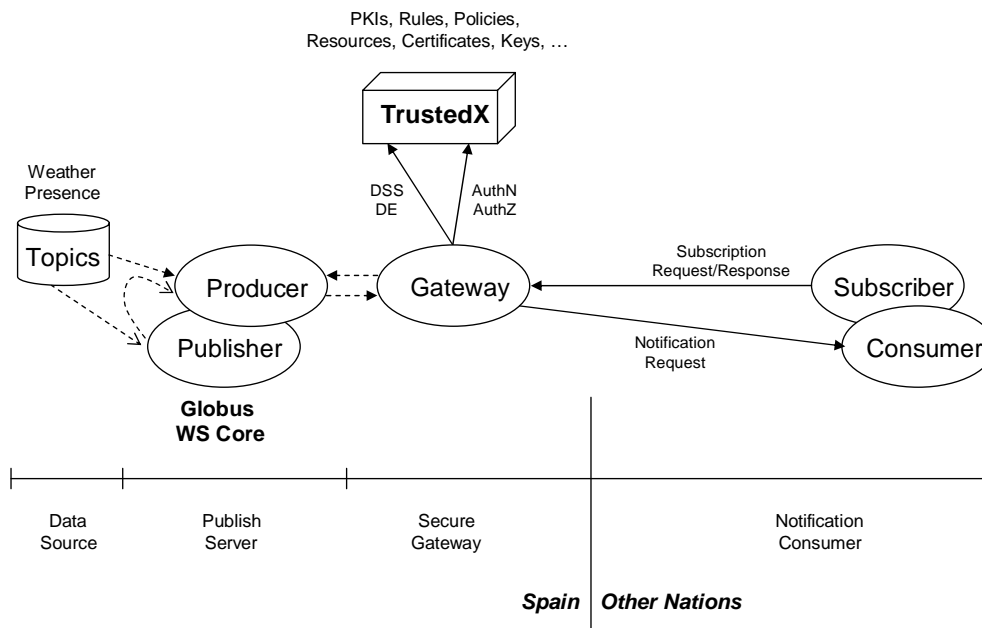 PKIs, Rules, Policies,
Resources, Certificates, Keys, …
TrustedX
Weather
Presence
DSS
DE
AuthN
AuthZ
Topics
Producer
Publisher
Gateway
Subscription
Request/Response
Subscriber
Consumer
Notification
Request
Globus
WS Core
Data
Source
Publish
Server
Secure
Gateway
Notification
Consumer
Spain
Other Nations